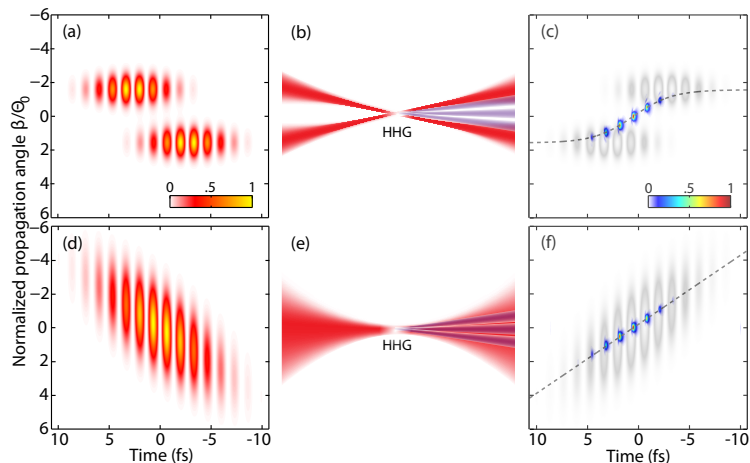 Normalized propagation angle β/Θ0
−6
−4
−2
0
2
4
6
(a)
0 .5 1
(b)
HHG
(c)
0 .5 1
−6
−4
−2
0
2
4
6
(d)
10 5 0 -5 -10
Time (fs)
(e)
HHG
(f)
10 5 0 -5 -10
Time (fs)